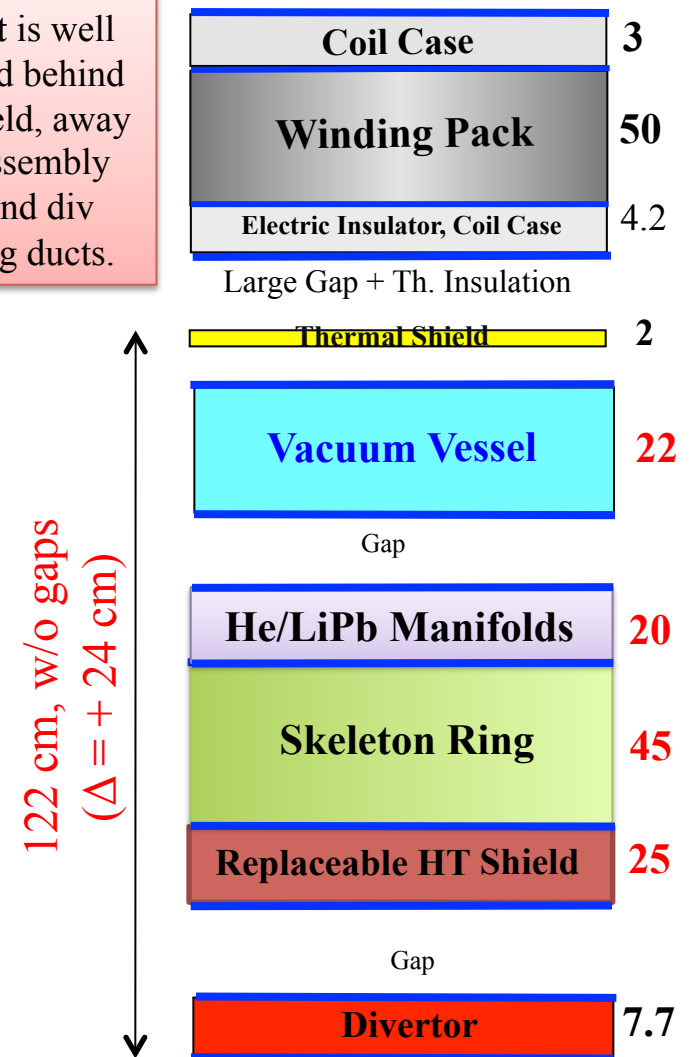 t is well
d behind
eld, away
ssembly
nd div
g ducts.
Coil Case 3
Winding Pack 50
Electric Insulator, Coil Case 4.2
Large Gap + Th. Insulation
Thermal Shield 2
Vacuum Vessel 22
Gap
He/LiPb Manifolds 20
Skeleton Ring 45
Replaceable HT Shield 25
Gap
Divertor 7.7
122 cm, w/o gaps
(Δ = + 24 cm)